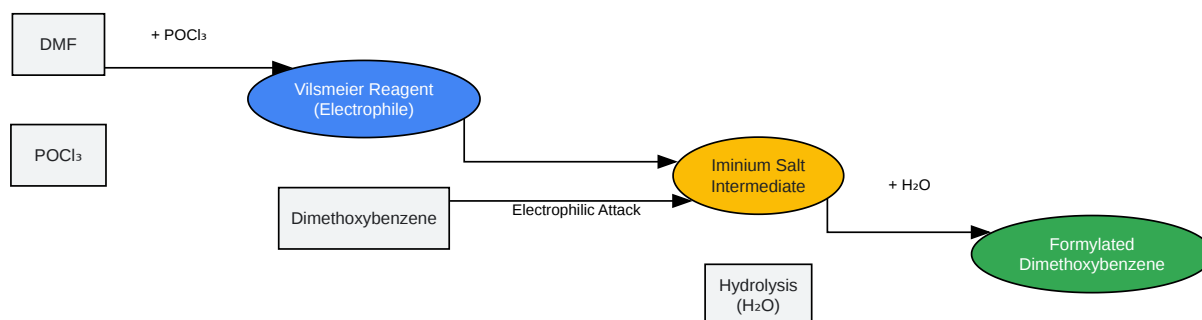 DMF
+ POCl₃
Vilsmeier Reagent
(Electrophile)
POCl₃
Iminium Salt
Intermediate
+ H₂O
Dimethoxybenzene
Electrophilic Attack
Formylated
Dimethoxybenzene
Hydrolysis
(H₂O)